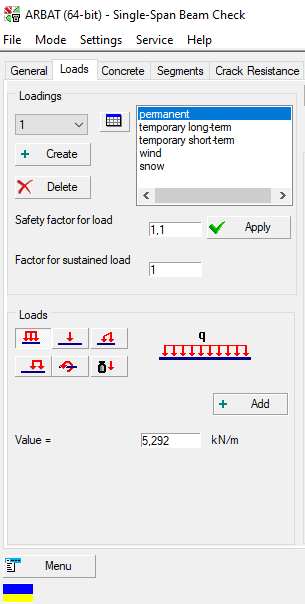 ARBAT (64-bit) - Single-Span Beam Check
File Mode Settings Service Help
General Loads Concrete Segments Crack Resistance
Loadings
1
Create
Delete
permanent
temporary long-term
temporary short-term
wind
snow
Safety factor for load 1,1 Apply
Factor for sustained load 1
Loads
q
Add
Value = 5,292 kN/m
Menu